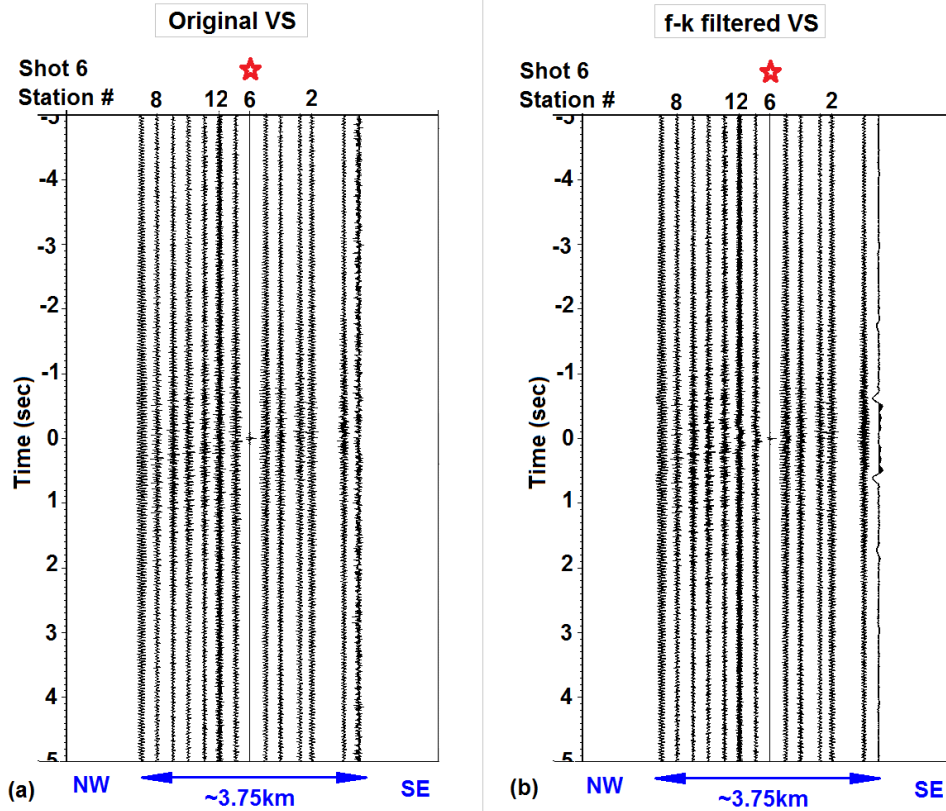 Original VS
Shot 6
Station # 8 12 6 2
-5
-4
-3
-2
-1
0
1
2
3
4
5
Time (sec)
(a) NW ~3.75km SE
f-k filtered VS
Shot 6
Station # 8 12 6 2
-5
-4
-3
-2
-1
0
1
2
3
4
5
Time (sec)
(b) NW ~3.75km SE